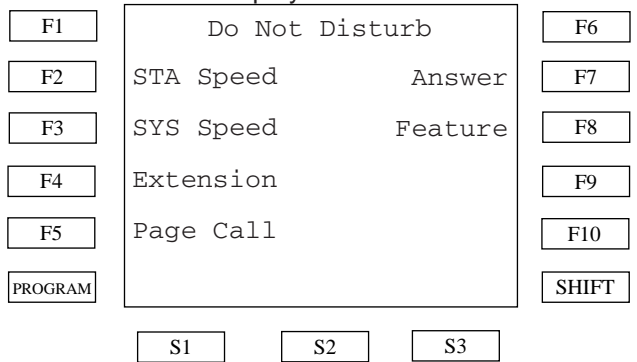 F1 Do Not Disturb F6
F2 STA Speed Answer F7
F3 SYS Speed Feature F8
F4 Extension F9
F5 Page Call F10
PROGRAM SHIFT
S1 S2 S3